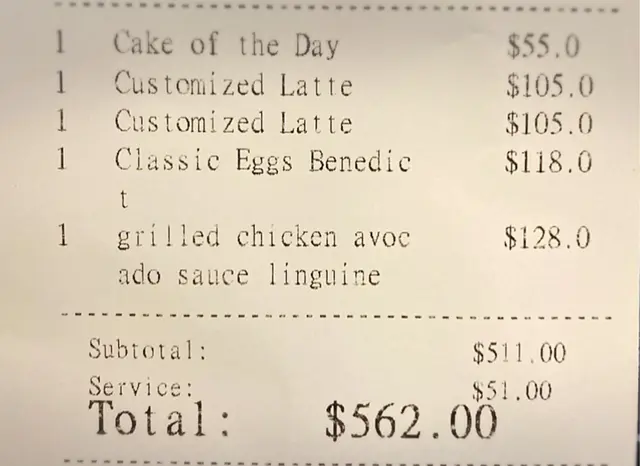 1 Cake of the Day $55.0
1 Customized Latte $105.0
1 Customized Latte $105.0
1 Classic Eggs Benedic $118.0
t
1 grilled chicken avoc $128.0
ado sauce linguine
Subtotal: $511.00
Service: $51.00
Total: $562.00